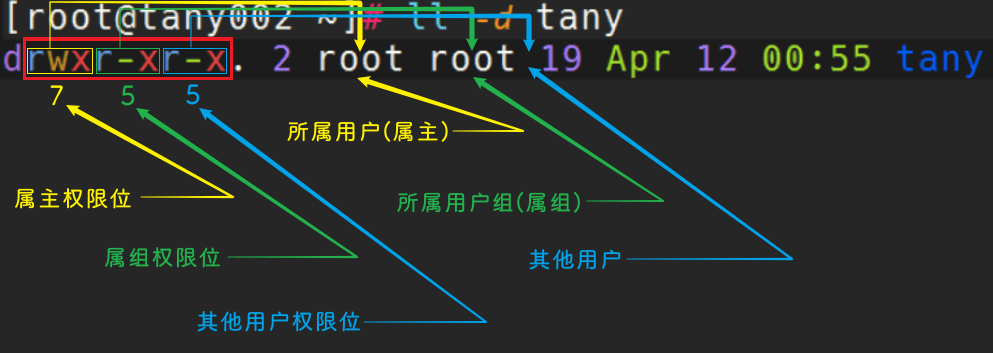 [root@tany002 ~]# ll -d tany
drwxr-xr-x. 2 root root 19 Apr 12 00:55 tany
7 5 5
所属用户(属主)
属主权限位
所属用户组(属组)
属组权限位
其他用户
其他用户权限位